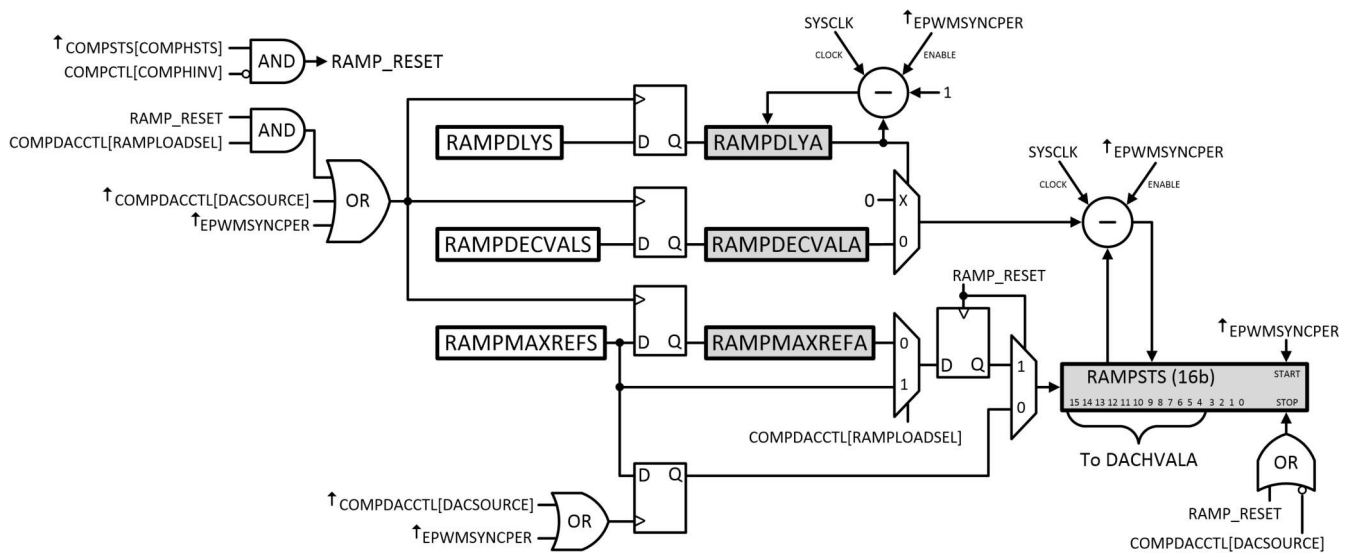 ↑COMPSTS[COMPHSTS]
COMPCTL[COMPHINV]
AND
RAMP_RESET
RAMP_RESET
COMPDACCTL[RAMPLOADSEL]
AND
↑COMPDACCTL[DACSOURCE]
↑EPWMSYNCPER
OR
SYSCLK
↑EPWMSYNCPER
CLOCK
ENABLE
−
1
RAMPDLYS
D
Q
RAMPDLYA
RAMPDECVALS
D
Q
RAMPDECVALA
0
X
0
SYSCLK
↑EPWMSYNCPER
CLOCK
ENABLE
−
RAMPMAXREFS
D
Q
RAMPMAXREFA
0
1
COMPDACCTL[RAMPLOADSEL]
RAMP_RESET
D
Q
1
0
↑EPWMSYNCPER
RAMPSTS (16b)
START
15 14 13 12 11 10 9 8 7 6 5 4 3 2 1 0
STOP
To DACHVALA
OR
RAMP_RESET
COMPDACCTL[DACSOURCE]
D
Q
↑COMPDACCTL[DACSOURCE]
↑EPWMSYNCPER
OR